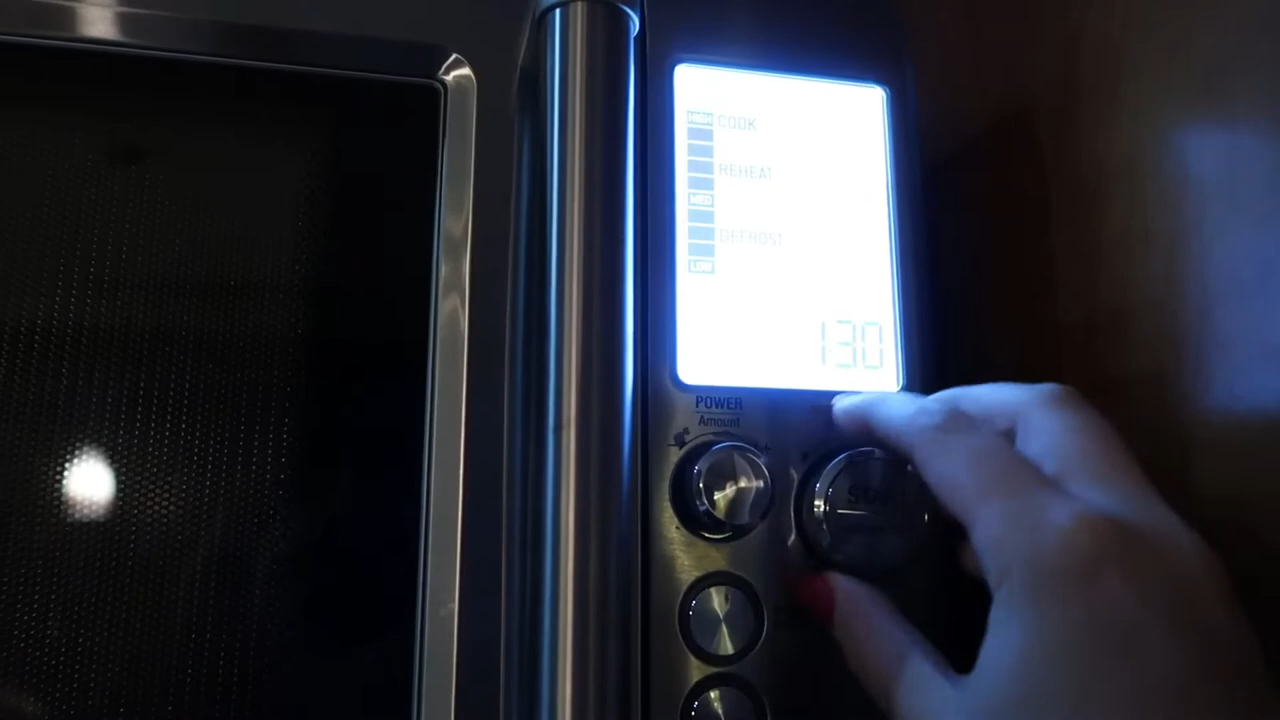 HIGH COOK
REHEAT
MED
DEFROST
LOW
1:30
POWER
Amount